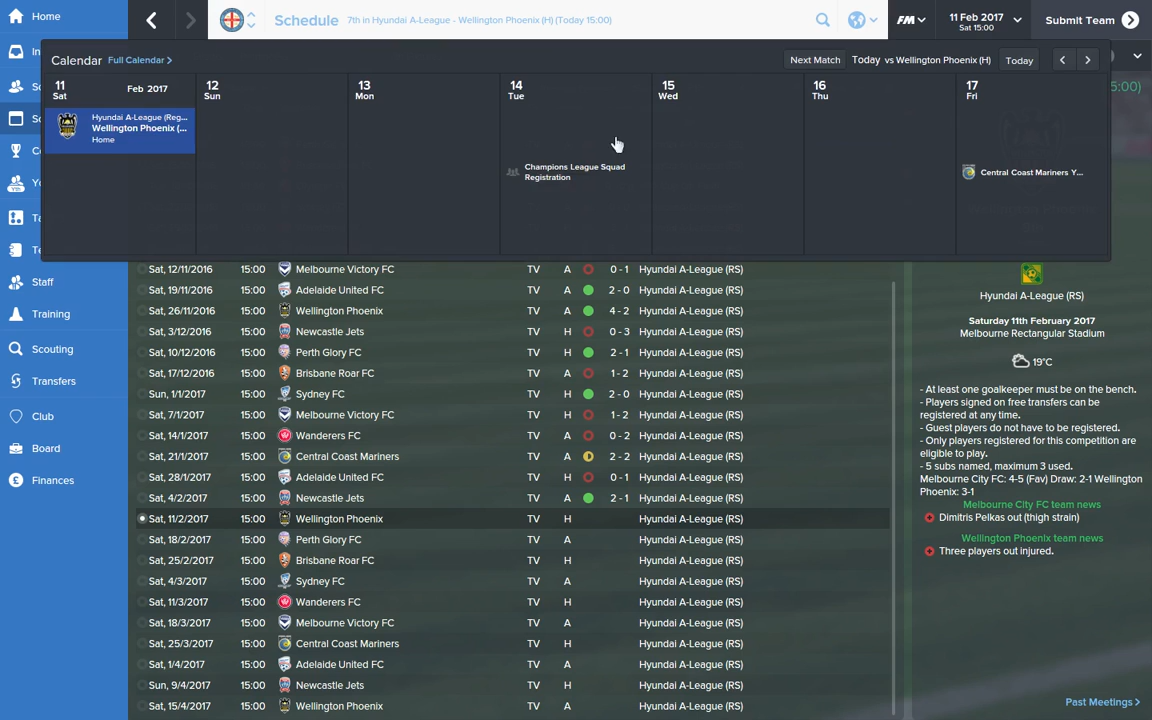 Home
Schedule 7th in Hyundai A-League - Wellington Phoenix (H) (Today 15:00)
FM
11 Feb 2017
Sat 15:00
Submit Team
Calendar Full Calendar >
Next Match Today vs Wellington Phoenix (H) Today
11 Sat Feb 2017
12 Sun
13 Mon
14 Tue
15 Wed
16 Thu
17 Fri
Hyundai A-League (Reg...
Wellington Phoenix (...
Home
Champions League Squad
Registration
Central Coast Mariners Y...
5:00)
In
Sc
C
Yo
Ta
Te
Staff
Training
Scouting
Transfers
Club
Board
Finances
Sat, 12/11/2016 15:00 Melbourne Victory FC TV A 0-1 Hyundai A-League (RS)
Sat, 19/11/2016 15:00 Adelaide United FC TV A 2-0 Hyundai A-League (RS)
Sat, 26/11/2016 15:00 Wellington Phoenix TV A 4-2 Hyundai A-League (RS)
Sat, 3/12/2016 15:00 Newcastle Jets TV H 0-3 Hyundai A-League (RS)
Sat, 10/12/2016 15:00 Perth Glory FC TV H 2-1 Hyundai A-League (RS)
Sat, 17/12/2016 15:00 Brisbane Roar FC TV A 1-2 Hyundai A-League (RS)
Sun, 1/1/2017 15:00 Sydney FC TV H 2-0 Hyundai A-League (RS)
Sat, 7/1/2017 15:00 Melbourne Victory FC TV H 1-2 Hyundai A-League (RS)
Sat, 14/1/2017 15:00 Wanderers FC TV A 0-2 Hyundai A-League (RS)
Sat, 21/1/2017 15:00 Central Coast Mariners TV A 2-2 Hyundai A-League (RS)
Sat, 28/1/2017 15:00 Adelaide United FC TV H 0-1 Hyundai A-League (RS)
Sat, 4/2/2017 15:00 Newcastle Jets TV A 2-1 Hyundai A-League (RS)
Sat, 11/2/2017 15:00 Wellington Phoenix TV H Hyundai A-League (RS)
Sat, 18/2/2017 15:00 Perth Glory FC TV A Hyundai A-League (RS)
Sat, 25/2/2017 15:00 Brisbane Roar FC TV H Hyundai A-League (RS)
Sat, 4/3/2017 15:00 Sydney FC TV A Hyundai A-League (RS)
Sat, 11/3/2017 15:00 Wanderers FC TV H Hyundai A-League (RS)
Sat, 18/3/2017 15:00 Melbourne Victory FC TV A Hyundai A-League (RS)
Sat, 25/3/2017 15:00 Central Coast Mariners TV H Hyundai A-League (RS)
Sat, 1/4/2017 15:00 Adelaide United FC TV A Hyundai A-League (RS)
Sun, 9/4/2017 15:00 Newcastle Jets TV H Hyundai A-League (RS)
Sat, 15/4/2017 15:00 Wellington Phoenix TV A Hyundai A-League (RS)
Hyundai A-League (RS)
Saturday 11th February 2017
Melbourne Rectangular Stadium
19°C
- At least one goalkeeper must be on the bench.
- Players signed on free transfers can be
registered at any time.
- Guest players do not have to be registered.
- Only players registered for this competition are
eligible to play.
- 5 subs named, maximum 3 used.
Melbourne City FC: 4-5 (Fav) Draw: 2-1 Wellington
Phoenix: 3-1
Melbourne City FC team news
Dimitris Pelkas out (thigh strain)
Wellington Phoenix team news
Three players out injured.
Past Meetings >